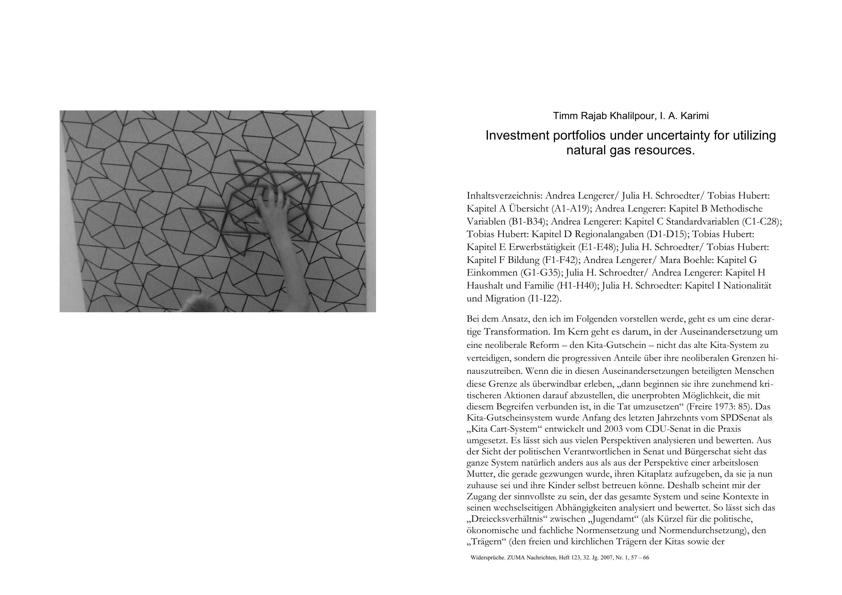 Timm Rajab Khalilpour, I. A. Karimi
Investment portfolios under uncertainty for utilizing
natural gas resources.
Inhaltsverzeichnis: Andrea Lengerer/ Julia H. Schroedter/ Tobias Hubert:
Kapitel A Übersicht (A1-A19); Andrea Lengerer: Kapitel B Methodische
Variablen (B1-B34); Andrea Lengerer: Kapitel C Standardvariablen (C1-C28);
Tobias Hubert: Kapitel D Regionalangaben (D1-D15); Tobias Hubert:
Kapitel E Erwerbstätigkeit (E1-E48); Julia H. Schroedter/ Tobias Hubert:
Kapitel F Bildung (F1-F42); Andrea Lengerer/ Mara Boehle: Kapitel G
Einkommen (G1-G35); Julia H. Schroedter/ Andrea Lengerer: Kapitel H
Haushalt und Familie (H1-H40); Julia H. Schroedter: Kapitel I Nationalität
und Migration (I1-I22).
Bei dem Ansatz, den ich im Folgenden vorstellen werde, geht es um eine derar-
tige Transformation. Im Kern geht es darum, in der Auseinandersetzung um
eine neoliberale Reform – den Kita-Gutschein – nicht das alte Kita-System zu
verteidigen, sondern die progressiven Anteile über ihre neoliberalen Grenzen hi-
nauszutreiben. Wenn die in diesen Auseinandersetzungen beteiligten Menschen
diese Grenze als überwindbar erleben, „dann beginnen sie ihre zunehmend kri-
tischeren Aktionen darauf abzustellen, die unerprobten Möglichkeit, die mit
diesem Begreifen verbunden ist, in die Tat umzusetzen“ (Freire 1973: 85). Das
Kita-Gutscheinsystem wurde Anfang des letzten Jahrzehnts vom SPDSenat als
„Kita Cart-System“ entwickelt und 2003 vom CDU-Senat in die Praxis
umgesetzt. Es lässt sich aus vielen Perspektiven analysieren und bewerten. Aus
der Sicht der politischen Verantwortlichen in Senat und Bürgerschat sieht das
ganze System natürlich anders aus als aus der Perspektive einer arbeitslosen
Mutter, die gerade gezwungen wurde, ihren Kitaplatz aufzugeben, da sie ja nun
zuhause sei und ihre Kinder selbst betreuen könne. Deshalb scheint mir der
Zugang der sinnvollste zu sein, der das gesamte System und seine Kontexte in
seinen wechselseitigen Abhängigkeiten analysiert und bewertet. So lässt sich das
„Dreiecksverhältnis“ zwischen „Jugendamt“ (als Kürzel für die politische,
ökonomische und fachliche Normensetzung und Normendurchsetzung), den
„Trägern“ (den freien und kirchlichen Trägern der Kitas sowie der
Widersprüche. ZUMA Nachrichten, Heft 123, 32. Jg. 2007, Nr. 1, 57 – 66